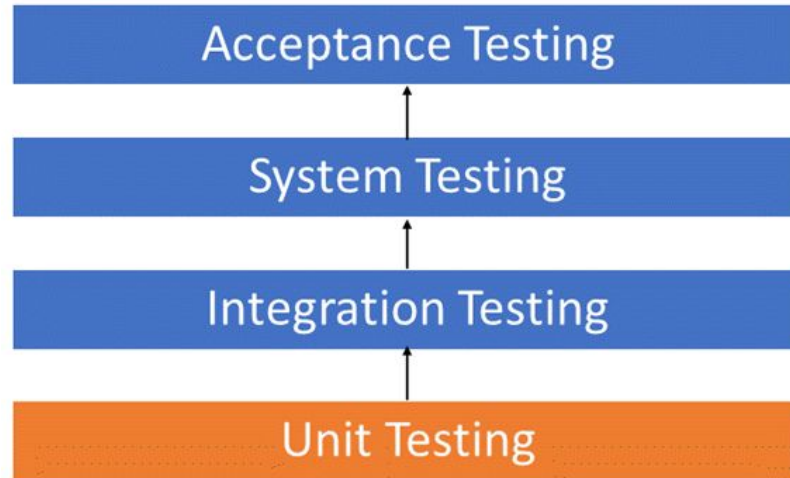 Acceptance Testing
System Testing
Integration Testing
Unit Testing